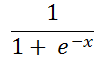 1
1 + e^{-x}